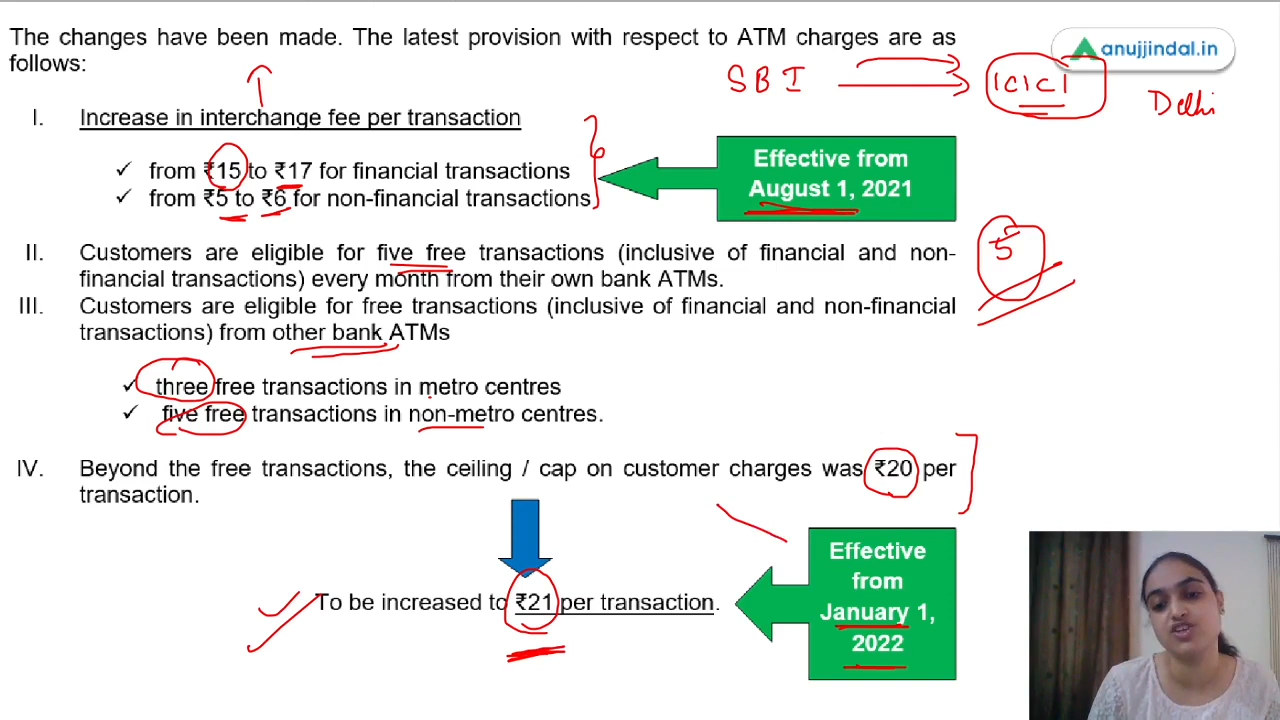 The changes have been made. The latest provision with respect to ATM charges are as
follows:
anujjindal.in
SBI
ICICI
Delhi
I. Increase in interchange fee per transaction
✓ from ₹15 to ₹17 for financial transactions
✓ from ₹5 to ₹6 for non-financial transactions
Effective from
August 1, 2021
II. Customers are eligible for five free transactions (inclusive of financial and non-
financial transactions) every month from their own bank ATMs.
5
III. Customers are eligible for free transactions (inclusive of financial and non-financial
transactions) from other bank ATMs
✓ three free transactions in metro centres
✓ five free transactions in non-metro centres.
IV. Beyond the free transactions, the ceiling / cap on customer charges was ₹20 per
transaction.
To be increased to ₹21 per transaction.
Effective
from
January 1,
2022